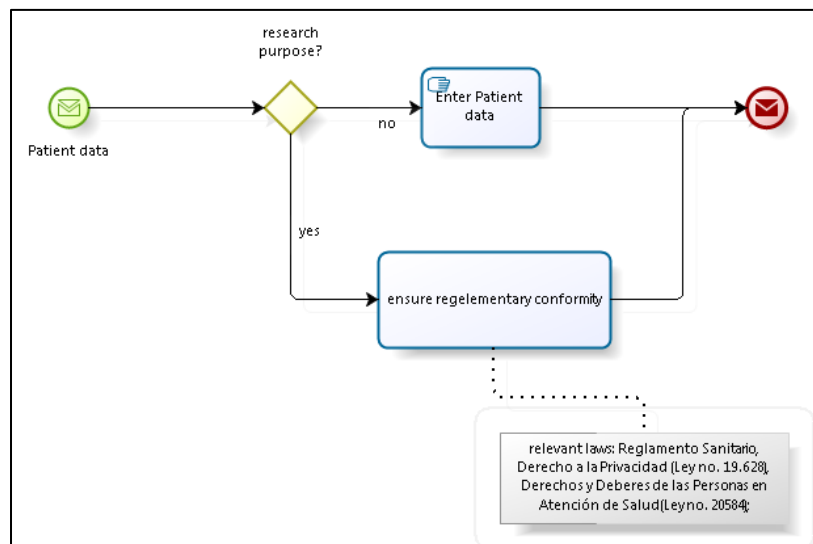 research
purpose?
Enter Patient
data
no
Patient data
yes
ensure regelementary conformity
relevant laws: Reglamento Sanitario,
Derecho a la Privacidad (Ley no. 19.628),
Derechos y Deberes de las Personas en
Atención de Salud(Ley no. 20584);